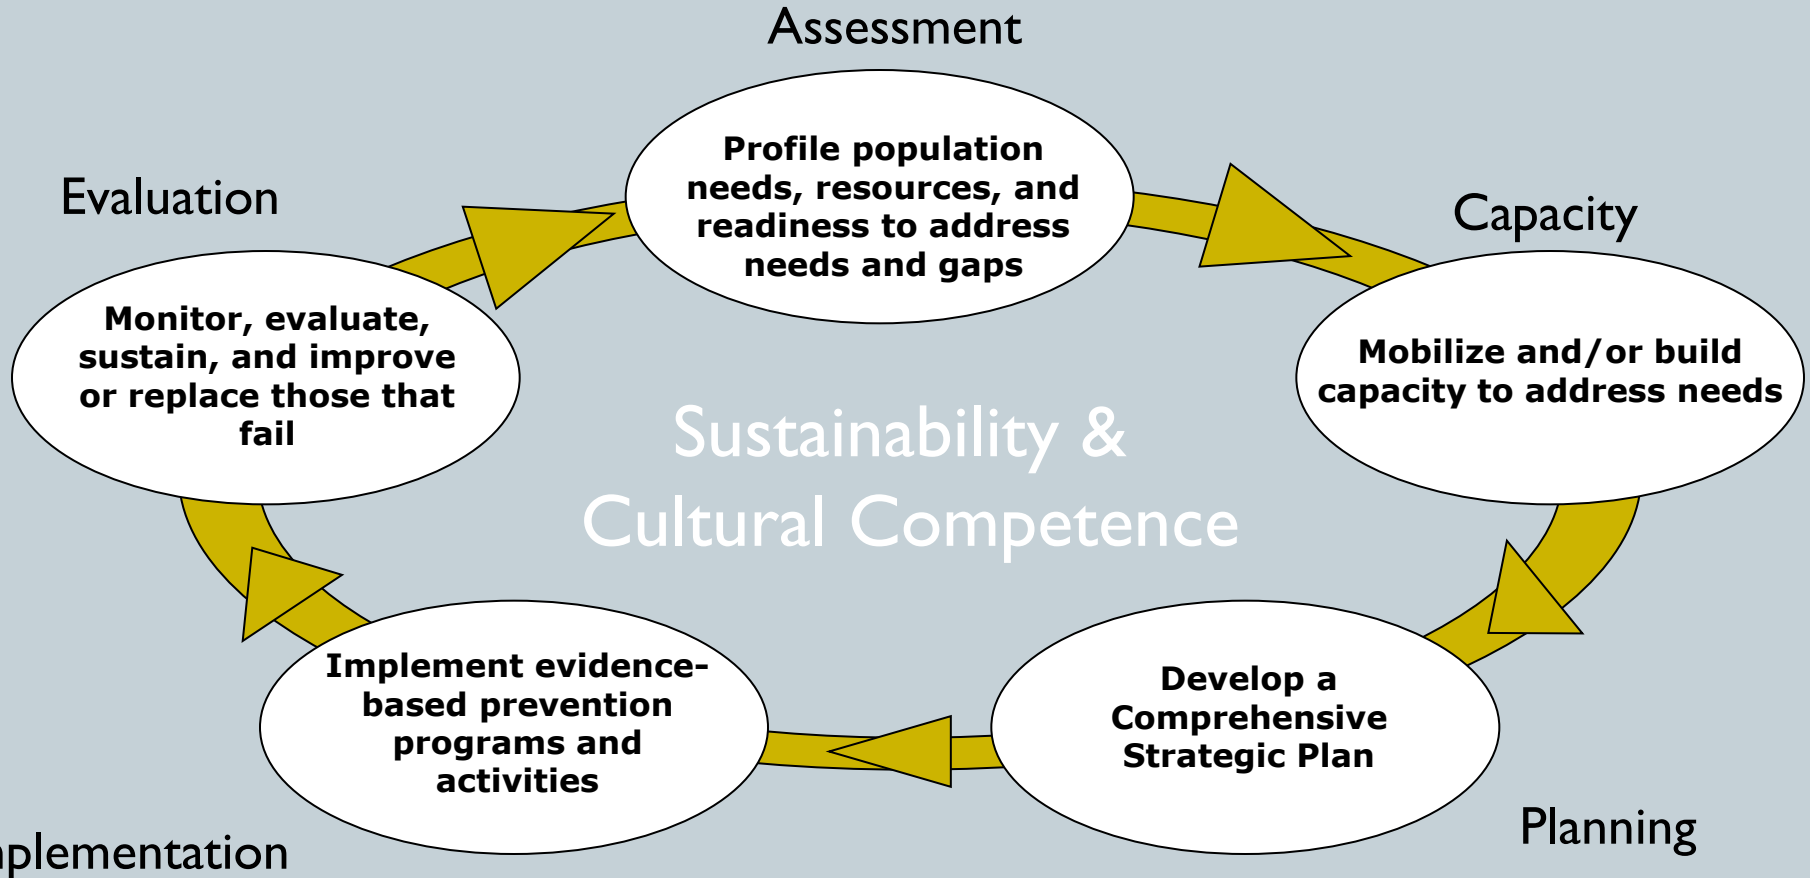 Assessment
Profile population
needs, resources, and
readiness to address
needs and gaps
Evaluation
Capacity
Monitor, evaluate,
sustain, and improve
or replace those that
fail
Mobilize and/or build
capacity to address needs
Sustainability &
Cultural Competence
Implement evidence-
based prevention
programs and
activities
Develop a
Comprehensive
Strategic Plan
Planning
nplementation